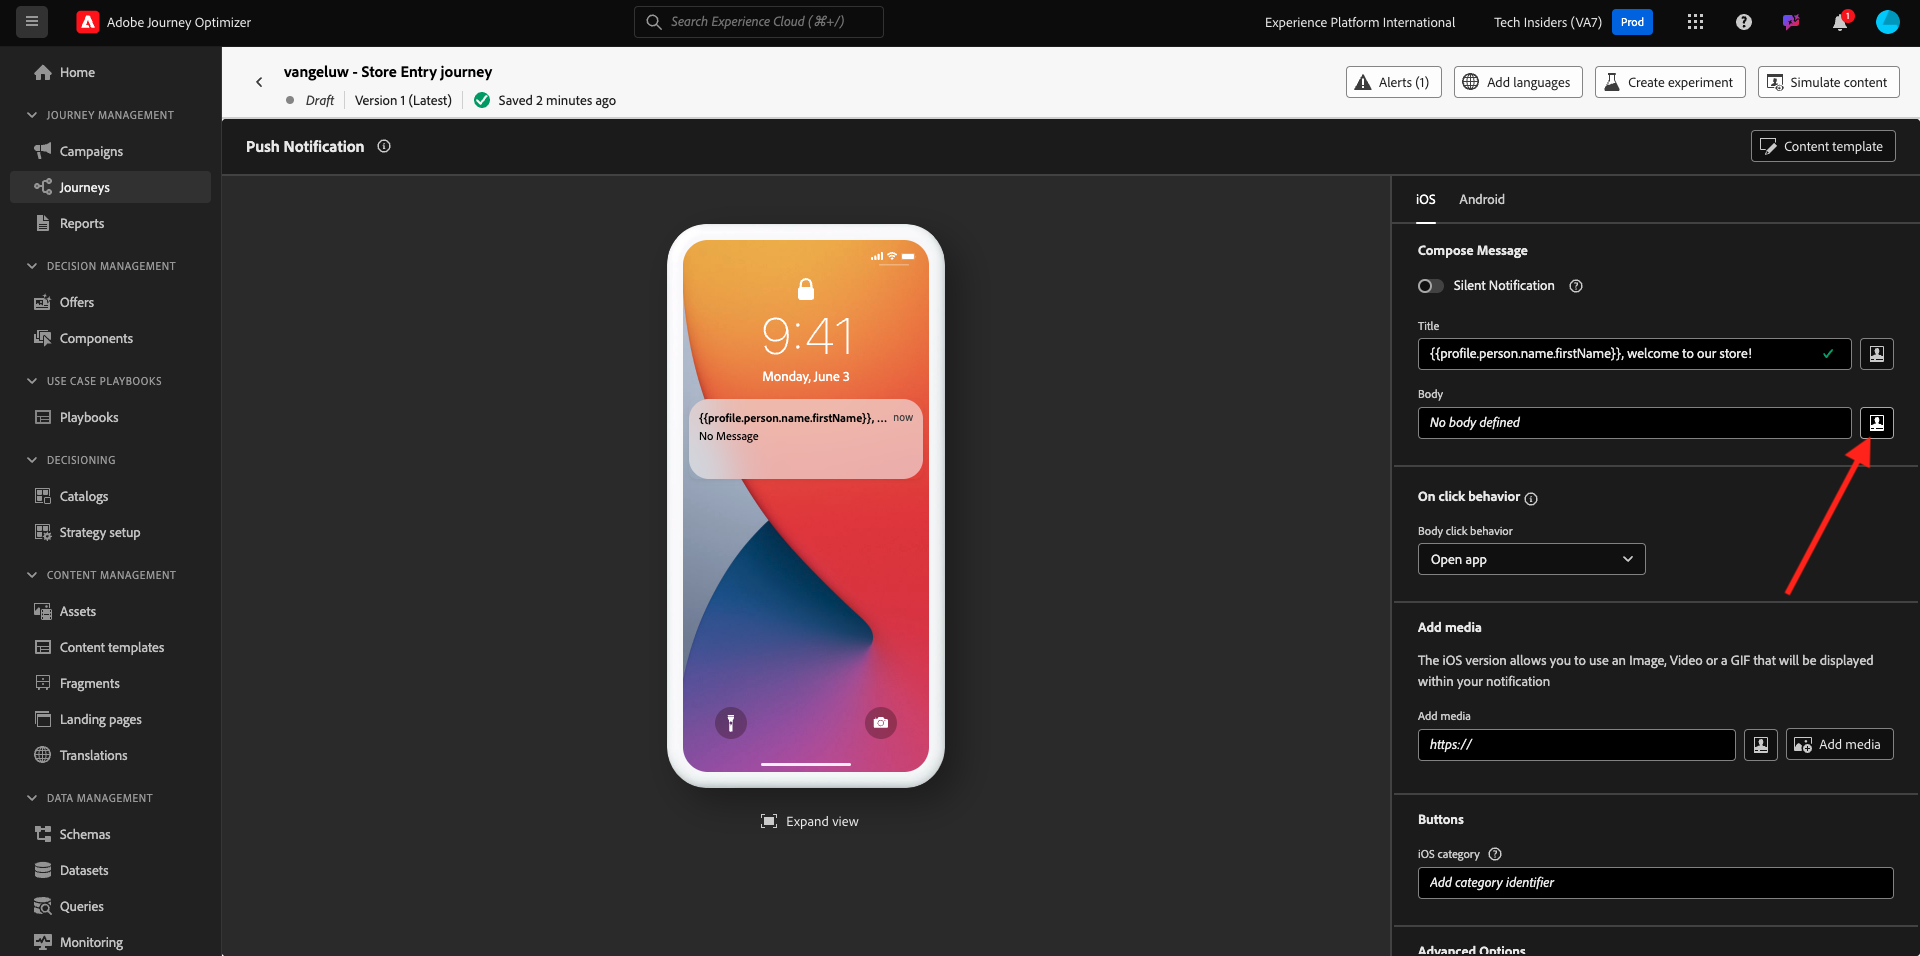 Adobe Journey Optimizer
Search Experience Cloud (⌘+/)
Experience Platform International
Tech Insiders (VA7)
Prod
1
Home
JOURNEY MANAGEMENT
Campaigns
Journeys
Reports
DECISION MANAGEMENT
Offers
Components
USE CASE PLAYBOOKS
Playbooks
DECISIONING
Catalogs
Strategy setup
CONTENT MANAGEMENT
Assets
Content templates
Fragments
Landing pages
Translations
DATA MANAGEMENT
Schemas
Datasets
Queries
Monitoring
vangeluw - Store Entry journey
Draft
Version 1 (Latest)
Saved 2 minutes ago
Alerts (1)
Add languages
Create experiment
Simulate content
Push Notification
Content template
9:41
Monday, June 3
{{profile.person.name.firstName}}, ...
now
No Message
Expand view
iOS
Android
Compose Message
Silent Notification
Title
{{profile.person.name.firstName}}, welcome to our store!
Body
No body defined
On click behavior
Body click behavior
Open app
Add media
The iOS version allows you to use an Image, Video or a GIF that will be displayed
within your notification
Add media
https://
Add media
Buttons
iOS category
Add category identifier
Advanced Options